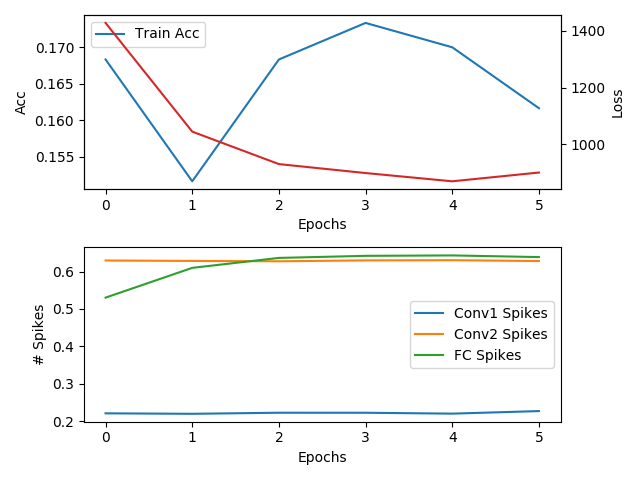 Train Acc
0.170
0.165
0.160
0.155
Acc
1400
1200
1000
Loss
0 1 2 3 4 5
Epochs
0.6
0.5
0.4
0.3
0.2
# Spikes
Conv1 Spikes
Conv2 Spikes
FC Spikes
0 1 2 3 4 5
Epochs